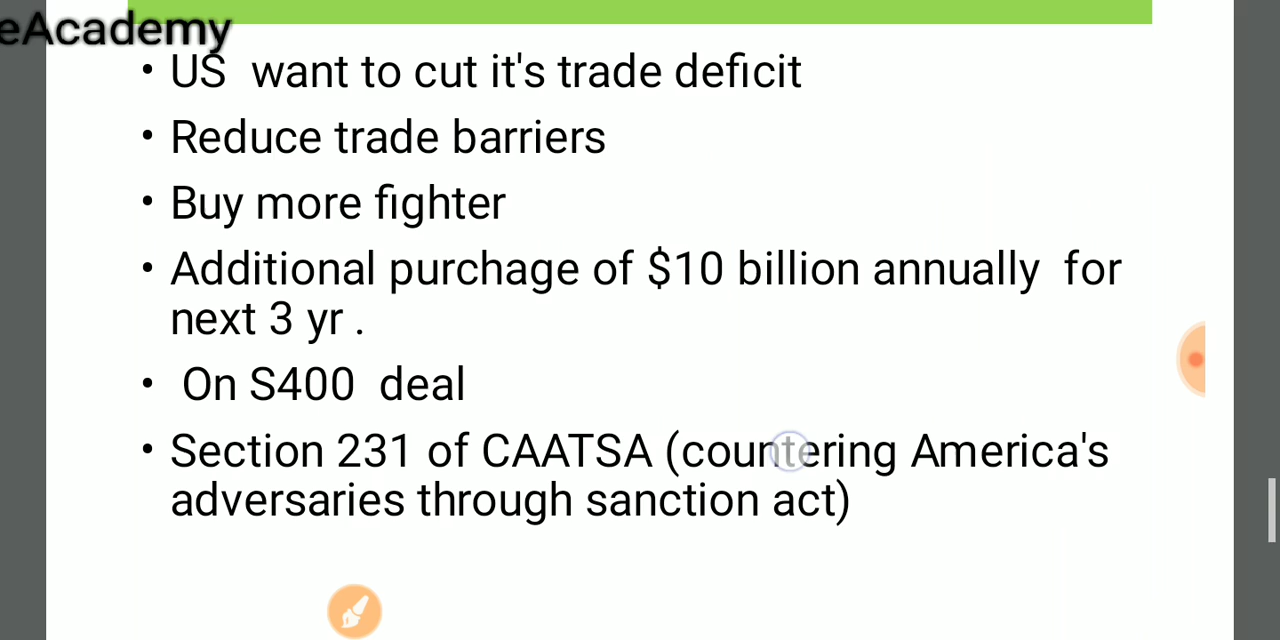 eAcademy
• US want to cut it's trade deficit
• Reduce trade barriers
• Buy more fighter
• Additional purchage of $10 billion annually for
next 3 yr .
• On S400 deal
• Section 231 of CAATSA (countering America's
adversaries through sanction act)